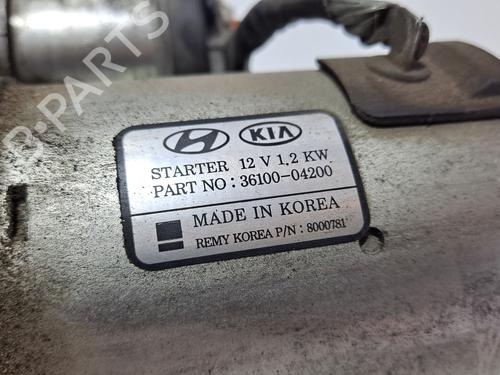 B-PARTS
KIA
STARTER 12 V 1,2 KW
PART NO : 36100-04200
MADE IN KOREA
REMY KOREA P/N : 8000781